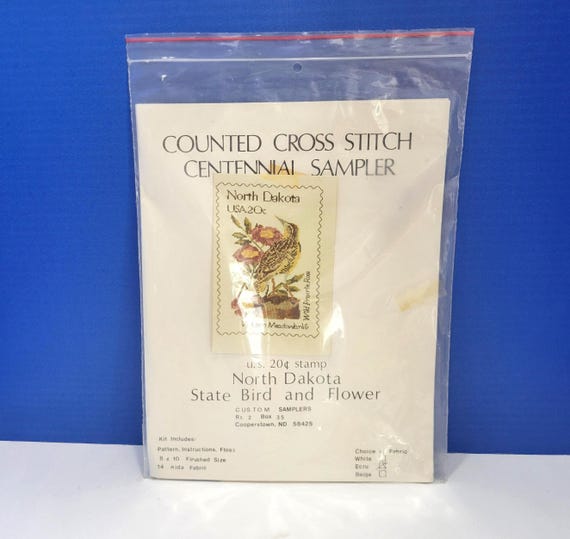 COUNTED CROSS STITCH
CENTENNIAL SAMPLER
North Dakota
USA 20c
Wild Prairie Rose
Western Meadowlark
U.S. 20¢ stamp
North Dakota
State Bird and Flower
CUSTOM SAMPLERS
Rt. 2 Box 35
Cooperstown, ND 58425
Kit Includes:
Pattern, Instructions, Floss
8 x 10 Finished Size
14 Aida Fabric
Choice of Fabric
White
Ecru
Beige